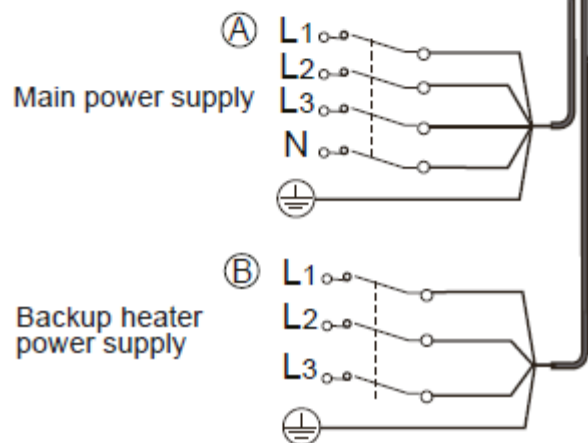 Ⓐ L1
L2
Main power supply
L3
N
Ⓑ L1
Backup heater
power supply
L2
L3